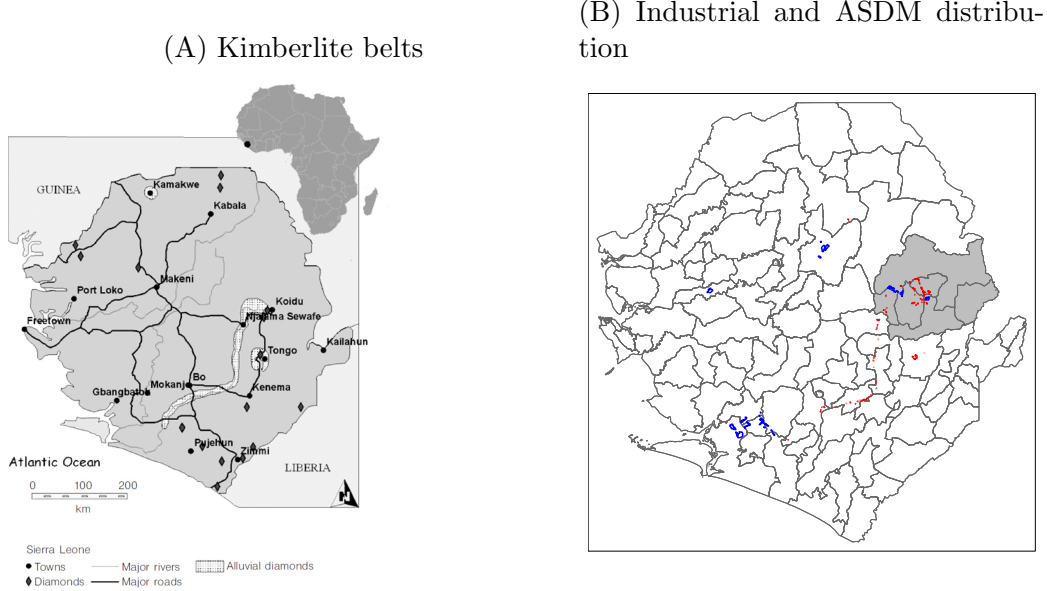 (A) Kimberlite belts
GUINEA
Kamakwe
Kabala
Makeni
Port Loko
Koidu
Njaiama Sewafe
Freetown
Kailahun
Tongo
Bo
Mokanji
Gbangbatok
Kenema
Pujehun
Zimmi
Atlantic Ocean
LIBERIA
0 100 200
km
N
Sierra Leone
Towns
Major rivers
Alluvial diamonds
Diamonds
Major roads
(B) Industrial and ASDM distribu-
tion